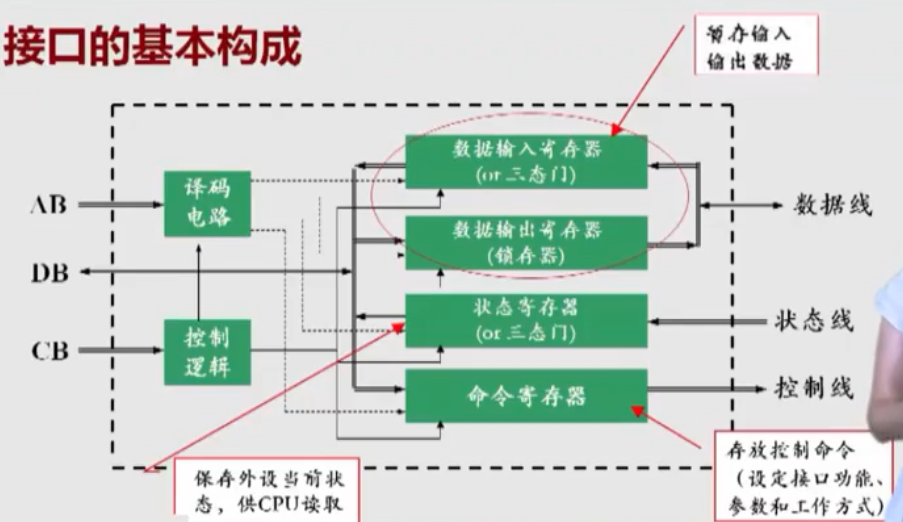 接口的基本构成
暂存输入
输出数据
数据输入寄存器
(or 三态门)
译码
电路
AB
数据线
数据输出寄存器
(锁存器)
DB
状态寄存器
(or 三态门)
状态线
控制
逻辑
CB
命令寄存器
控制线
保存外设当前状
态，供CPU读取
存放控制命令
（设定接口功能、
参数和工作方式）